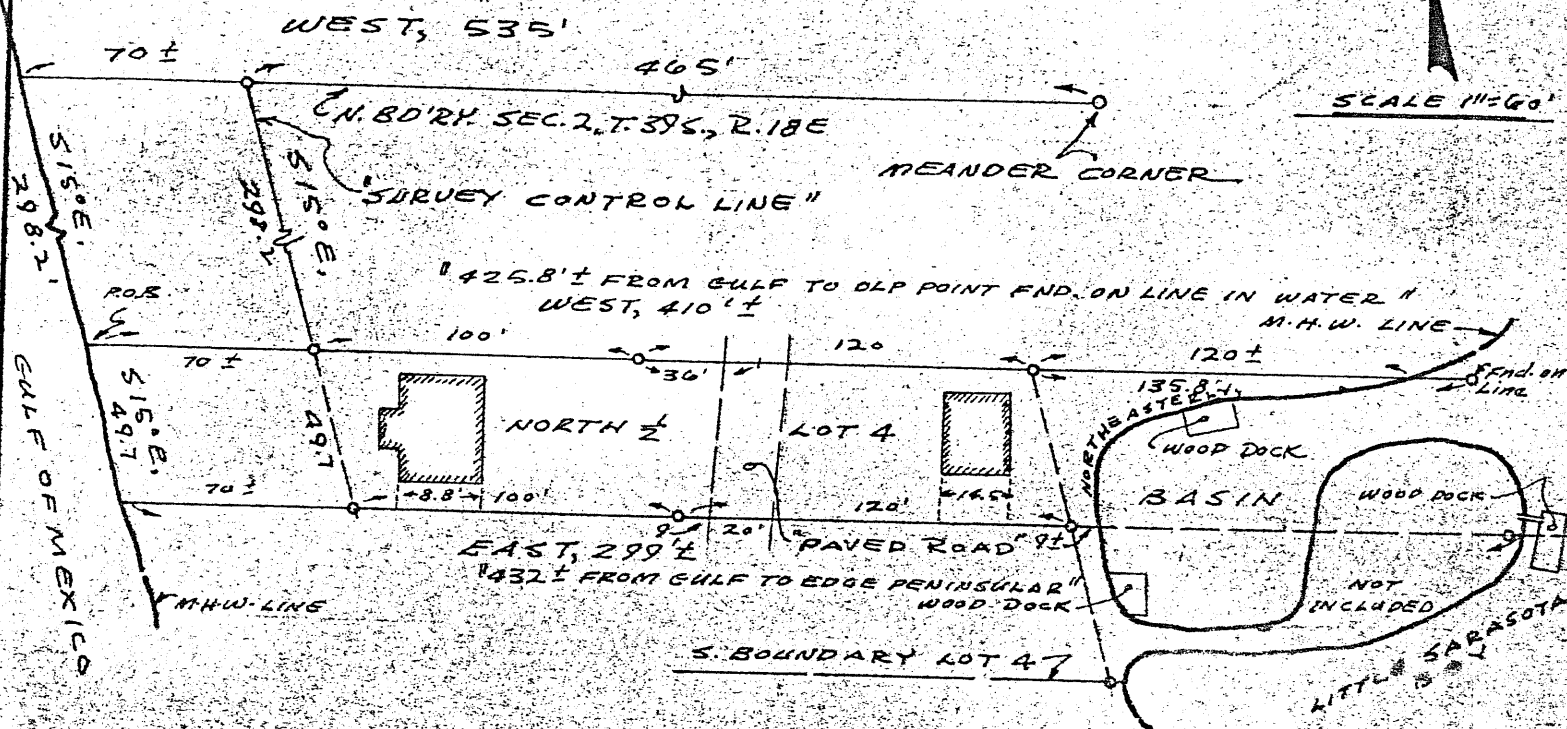 WEST, 535'
70 ±
465'
SCALE 1"=60'
N. BD'RY. SEC. 2, T. 39S., R. 18E
MEANDER CORNER
"SURVEY CONTROL LINE"
S15°E.
298.2'
S15°E.
298.2
"425.8'± FROM GULF TO OLP POINT FND. ON LINE IN WATER"
WEST, 410'±
M.H.W. LINE
P.O.B.
70 ±
100'
36'
120
120±
Fnd. on
Line
135.8'±
NORTHEASTERLY
WOOD DOCK
GULF OF MEXICO
S15°E.
49.7
49.7
NORTH ½
LOT 4
BASIN
WOOD DOCK
70 ±
8.8'
100'
9
20'
120'
14.5
9±
EAST, 299'±
"PAVED ROAD"
"432± FROM GULF TO EDGE PENINSULAR"
WOOD DOCK
NOT
INCLUDED
M.H.W. LINE
S. BOUNDARY LOT 4
LITTLE SARASOTA